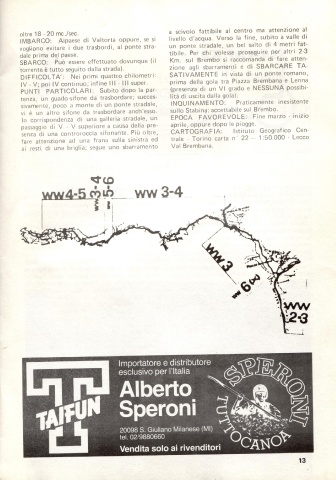 oltre 18 - 20 mc./sec.
IMBARCO: Alpaese di Valtorta oppure, se si
vogliono evitare i due trasbordi, al ponte stra-
dale prima del paese.
SBARCO: Può essere effettuato dovunque (il
torrente è tutto seguito dalla strada).
DIFFICOLTA': Nei primi quattro chilometri:
IV - V; poi IV continuo; infine III - III super.
PUNTI PARTICOLARI: Subito dopo la par-
tenza, un quado-sifone da trasbordare; succes-
sivamente, poco a monte di un ponte stradale,
vi è un altro sifone da trasbordare anch'esso.
In corrispondenza di una galleria stradale, un
passaggio di V - V superiore a causa della pre-
senza di una controroccia sifonante. Più oltre,
fare attenzione ad una frana sulla sinistra ed
ai resti di una briglia; segue uno sbarramento
a scivolo fattibile al centro ma attenzione al
livello d'acqua. Verso la fine, subito a valle di
un ponte stradale, un bel salto di 4 metri fat-
tibile. Per chi volesse proseguire per altri 2-3
Km. sul Brembo si raccomanda di fare atten-
zione agli sbarramenti e di SBARCARE TA-
SSATIVAMENTE in vista di un ponte romano,
prima della gola tra Piazza Brembana e Lenna
(presenza di un VI grado e NESSUNA possibi-
lità di uscita dalla gola).
INQUINAMENTO: Praticamente inesistente
sullo Stabina; accettabile sul Brembo.
EPOCA FAVOREVOLE: Fine marzo - inizio
aprile, oppure dopo le piogge.
CARTOGRAFIA: Istituto Geografico Cen-
trale - Torino carta n° 22 - 1:50.000 - Lecco
Val Brembana.
WW4-5
3-4
5-6
WW 3-4
WW3
WW 6
WW
2-3
T
TAIFUN
Importatore e distributore
esclusivo per l'Italia
Alberto
Speroni
20098 S. Giuliano Milanese (MI)
tel. 02/9880660
Vendita solo ai rivenditori
SPERONI
TUTTOCANOA
13